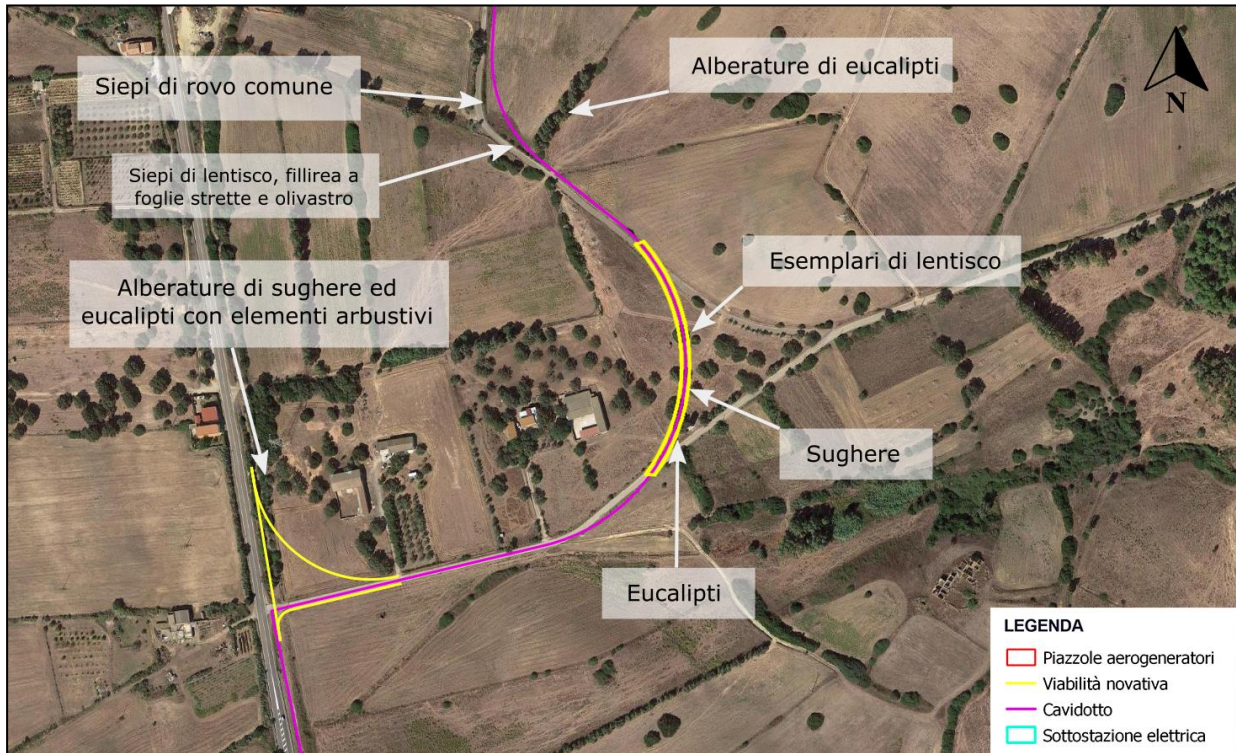 Siepi di rovo comune
Alberature di eucalipti
N
Siepi di lentisco, fillirea a
foglie strette e olivastro
Esemplari di lentisco
Alberature di sughere ed
eucalipti con elementi arbustivi
Sughere
Eucalipti
LEGENDA
Piazzole aerogeneratori
Viabilità novativa
Cavidotto
Sottostazione elettrica